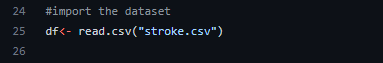 24 #import the dataset
25 df<- read.csv("stroke.csv")
26